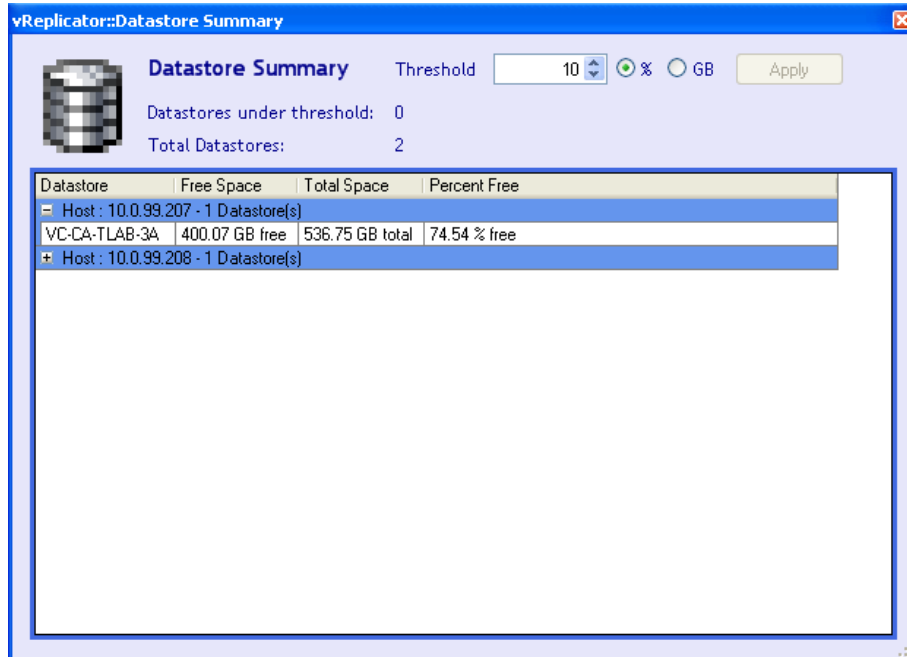 vReplicator::Datastore Summary
Datastore Summary Threshold 10 % GB Apply
Datastores under threshold: 0
Total Datastores: 2
Datastore Free Space Total Space Percent Free
Host : 10.0.99.207 - 1 Datastore(s)
VC-CA-TLAB-3A 400.07 GB free 536.75 GB total 74.54 % free
Host : 10.0.99.208 - 1 Datastore(s)